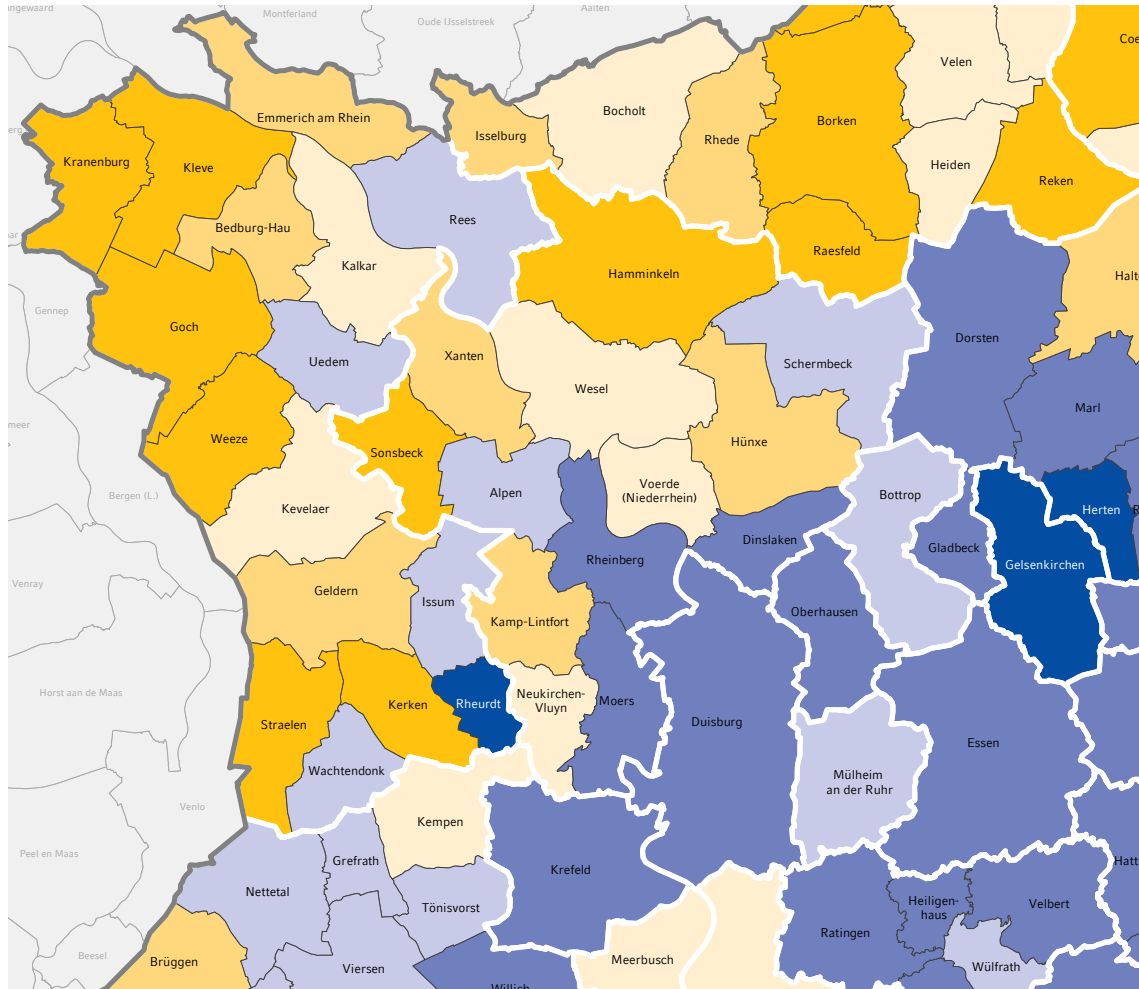 Montferland
Oude IJsselstreek
Aalten
Velen
Bocholt
Emmerich am Rhein
Isselburg
Rhede
Borken
Kranenburg
Kleve
Heiden
Reken
Bedburg-Hau
Rees
Kalkar
Raesfeld
Hamminkeln
Gennep
Goch
Dorsten
Xanten
Uedem
Schermbeck
Wesel
Marl
Weeze
Hünxe
Sonsbeck
Voerde
(Niederrhein)
Alpen
Bergen (L.)
Bottrop
Kevelaer
Herten
Dinslaken
Gladbeck
Rheinberg
Gelsenkirchen
Venray
Geldern
Issum
Oberhausen
Kamp-Lintfort
Horst aan de Maas
Neukirchen-
Vluyn
Rheurdt
Moers
Kerken
Straelen
Duisburg
Essen
Wachtendonk
Mülheim
an der Ruhr
Venlo
Kempen
Peel en Maas
Grefrath
Krefeld
Nettetal
Tönisvorst
Heiligen-
haus
Velbert
Ratingen
Beesel
Brüggen
Viersen
Meerbusch
Wülfrath
Willich